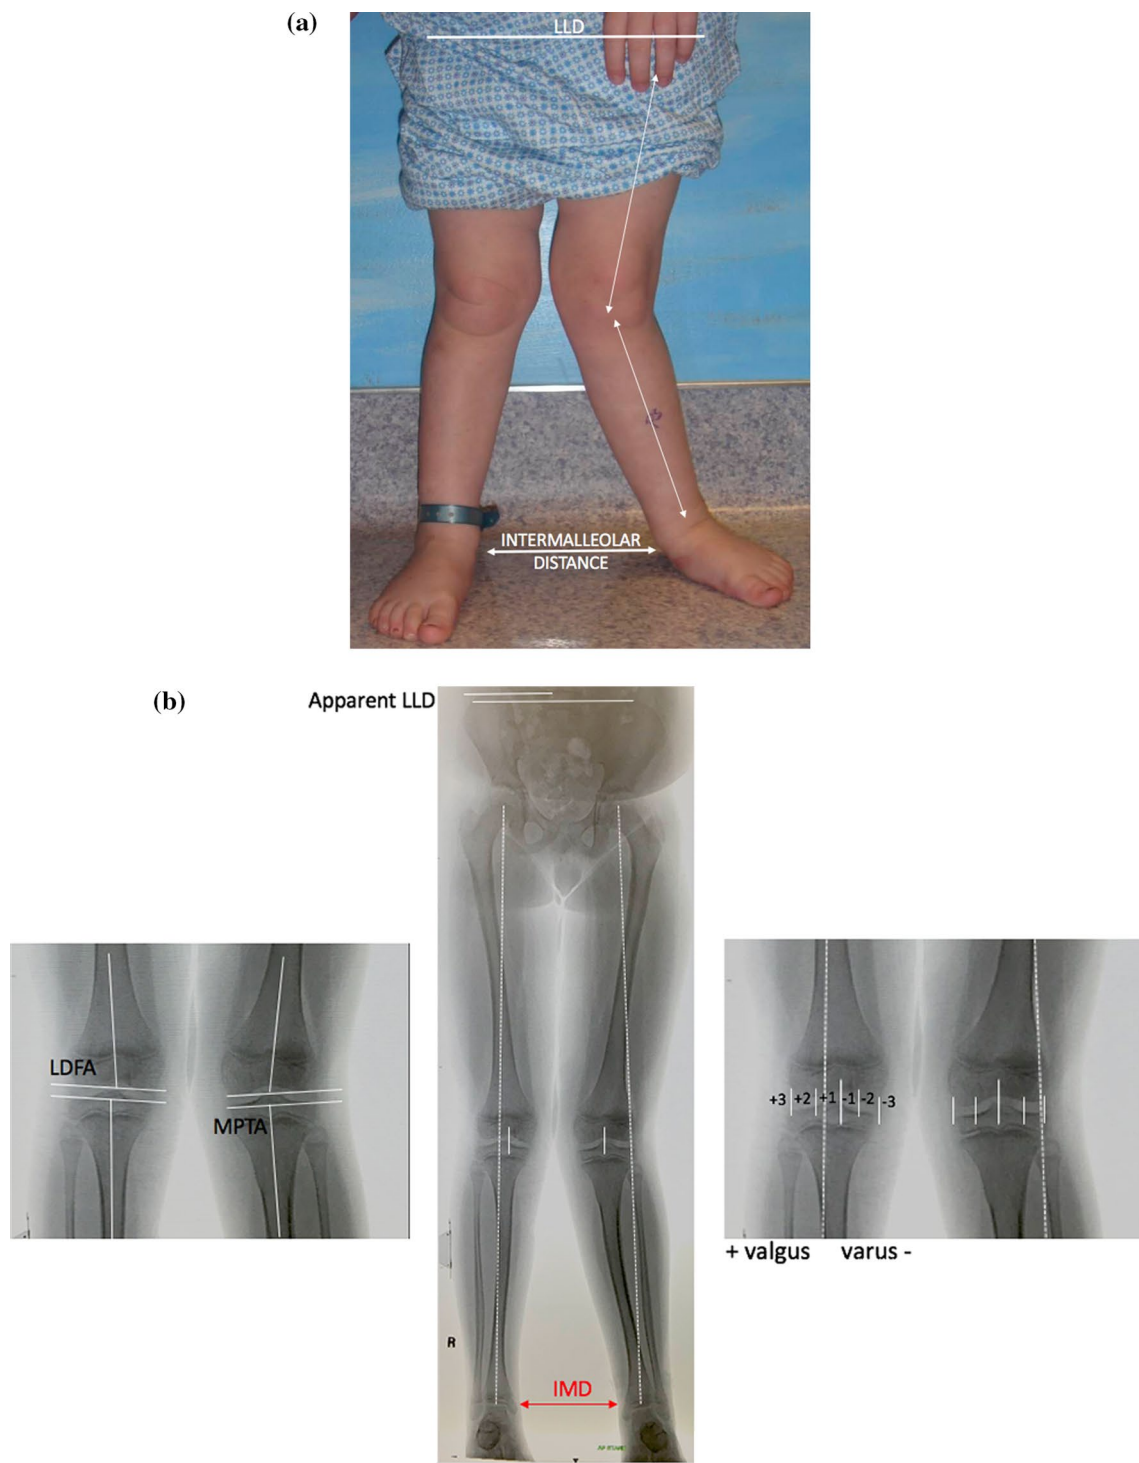 (a)
LLD
INTERMALLEOLAR
DISTANCE
(b)
Apparent LLD
LDFA
MPTA
+3 +2 +1 -1 -2 -3
+ valgus varus -
R
IMD